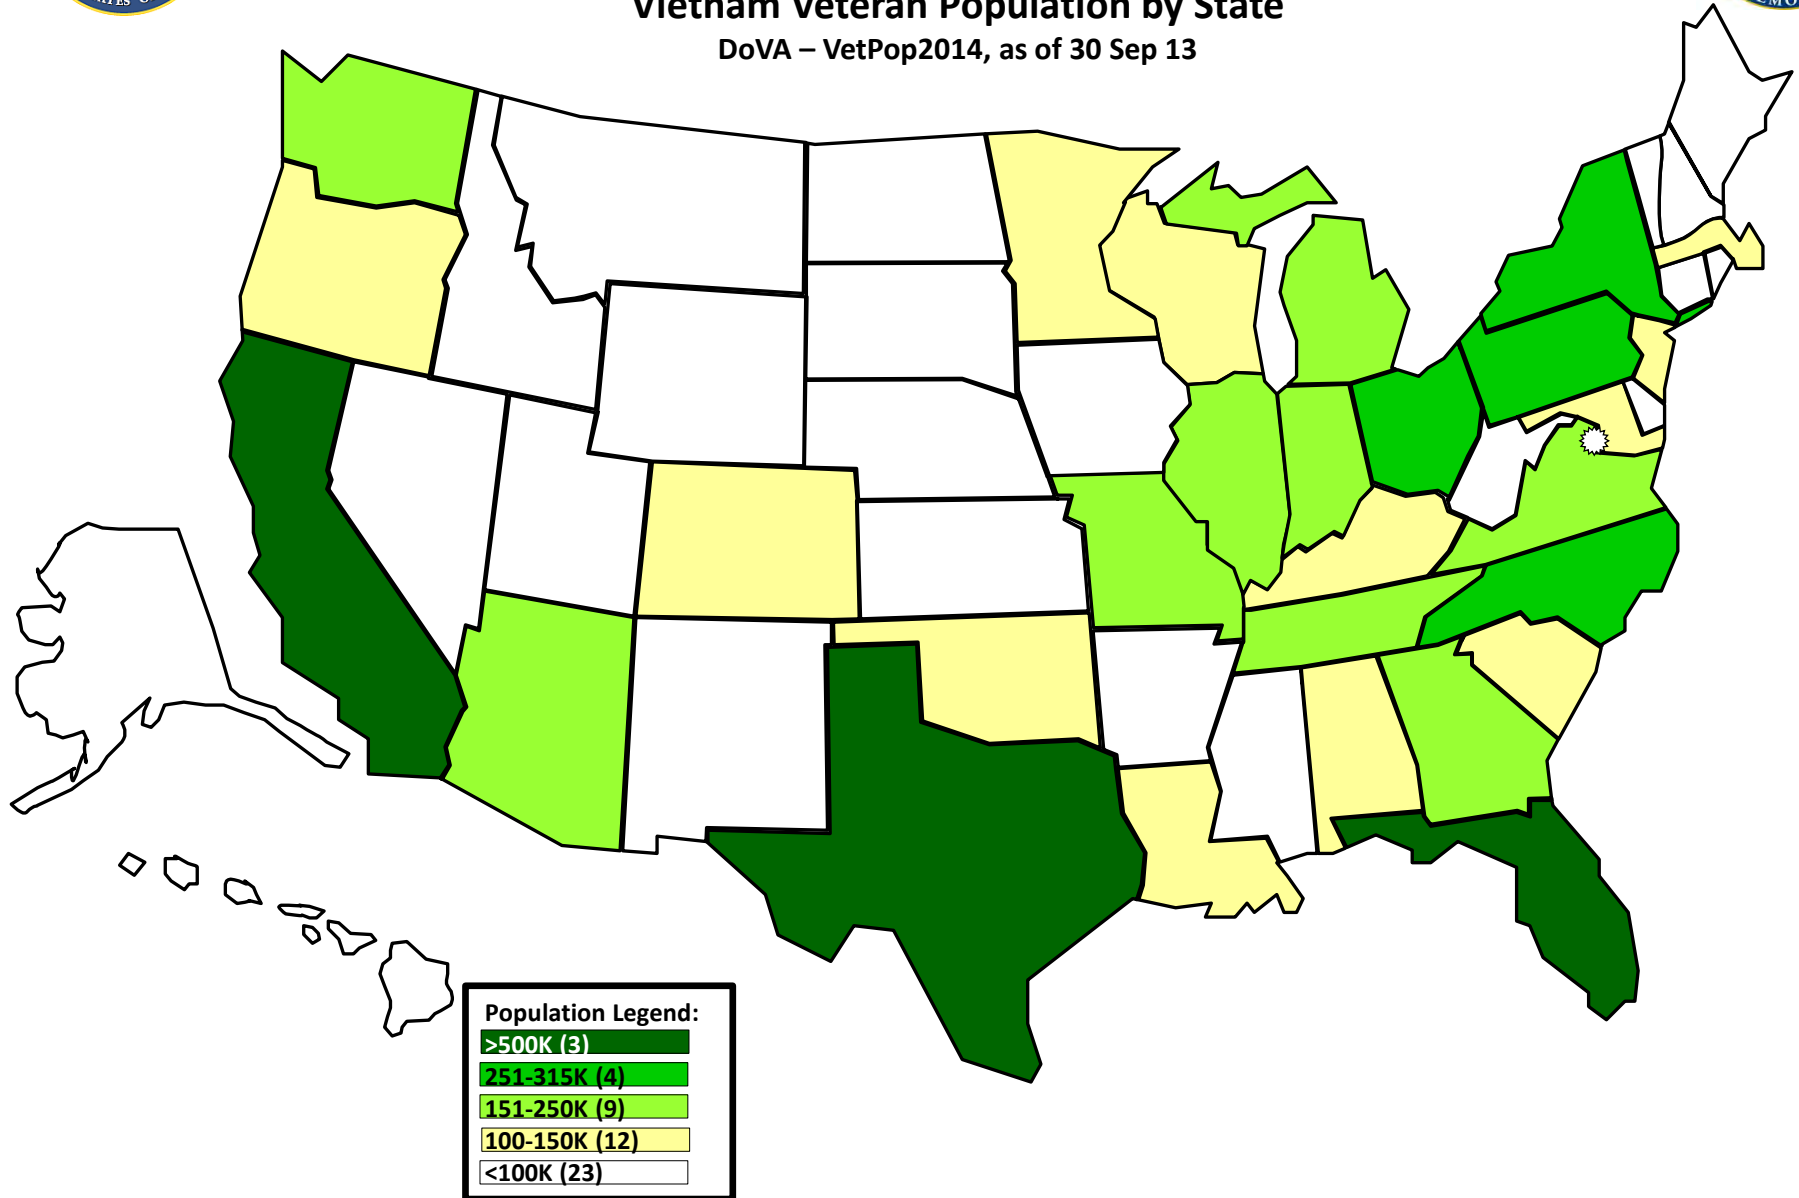 Vietnam Veteran Population by State
DoVA – VetPop2014, as of 30 Sep 13
Population Legend:
>500K (3)
251-315K (4)
151-250K (9)
100-150K (12)
<100K (23)